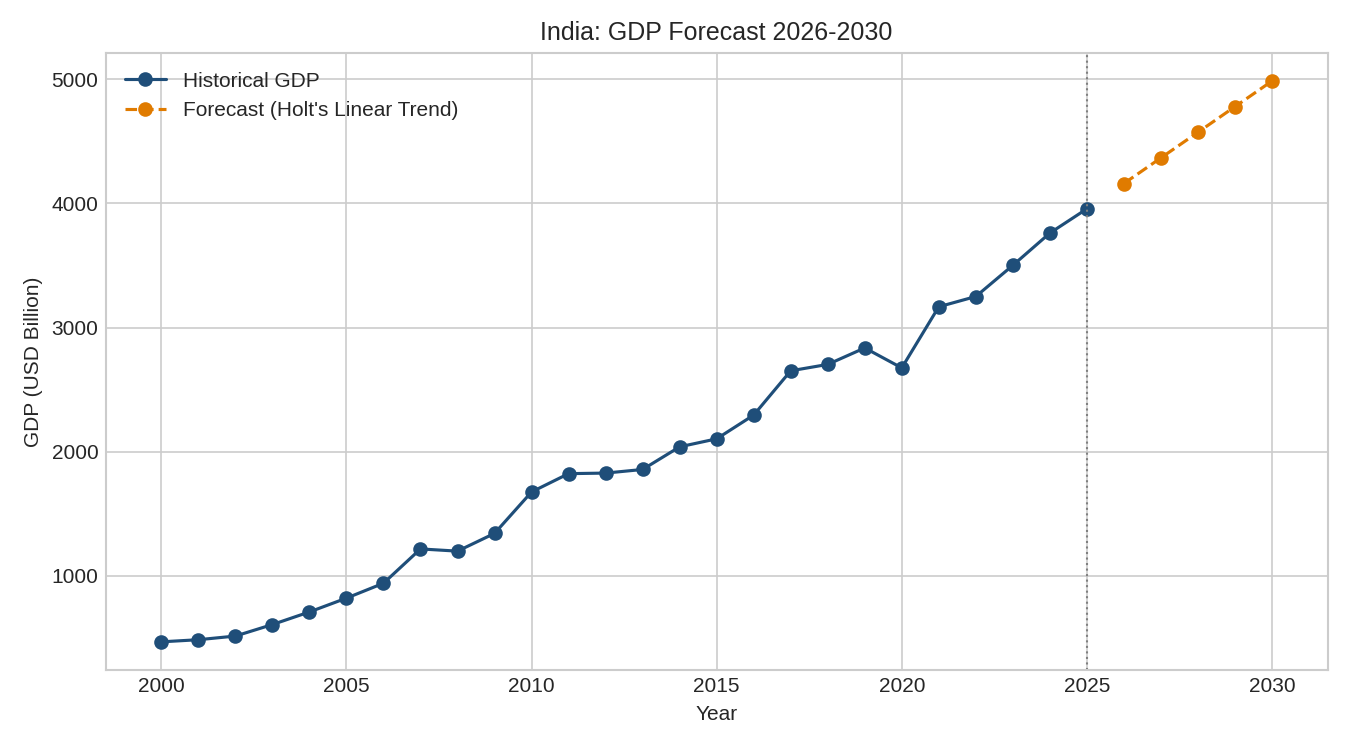 India: GDP Forecast 2026-2030
Historical GDP
Forecast (Holt's Linear Trend)
GDP (USD Billion)
5000
4000
3000
2000
1000
2000 2005 2010 2015 2020 2025 2030
Year